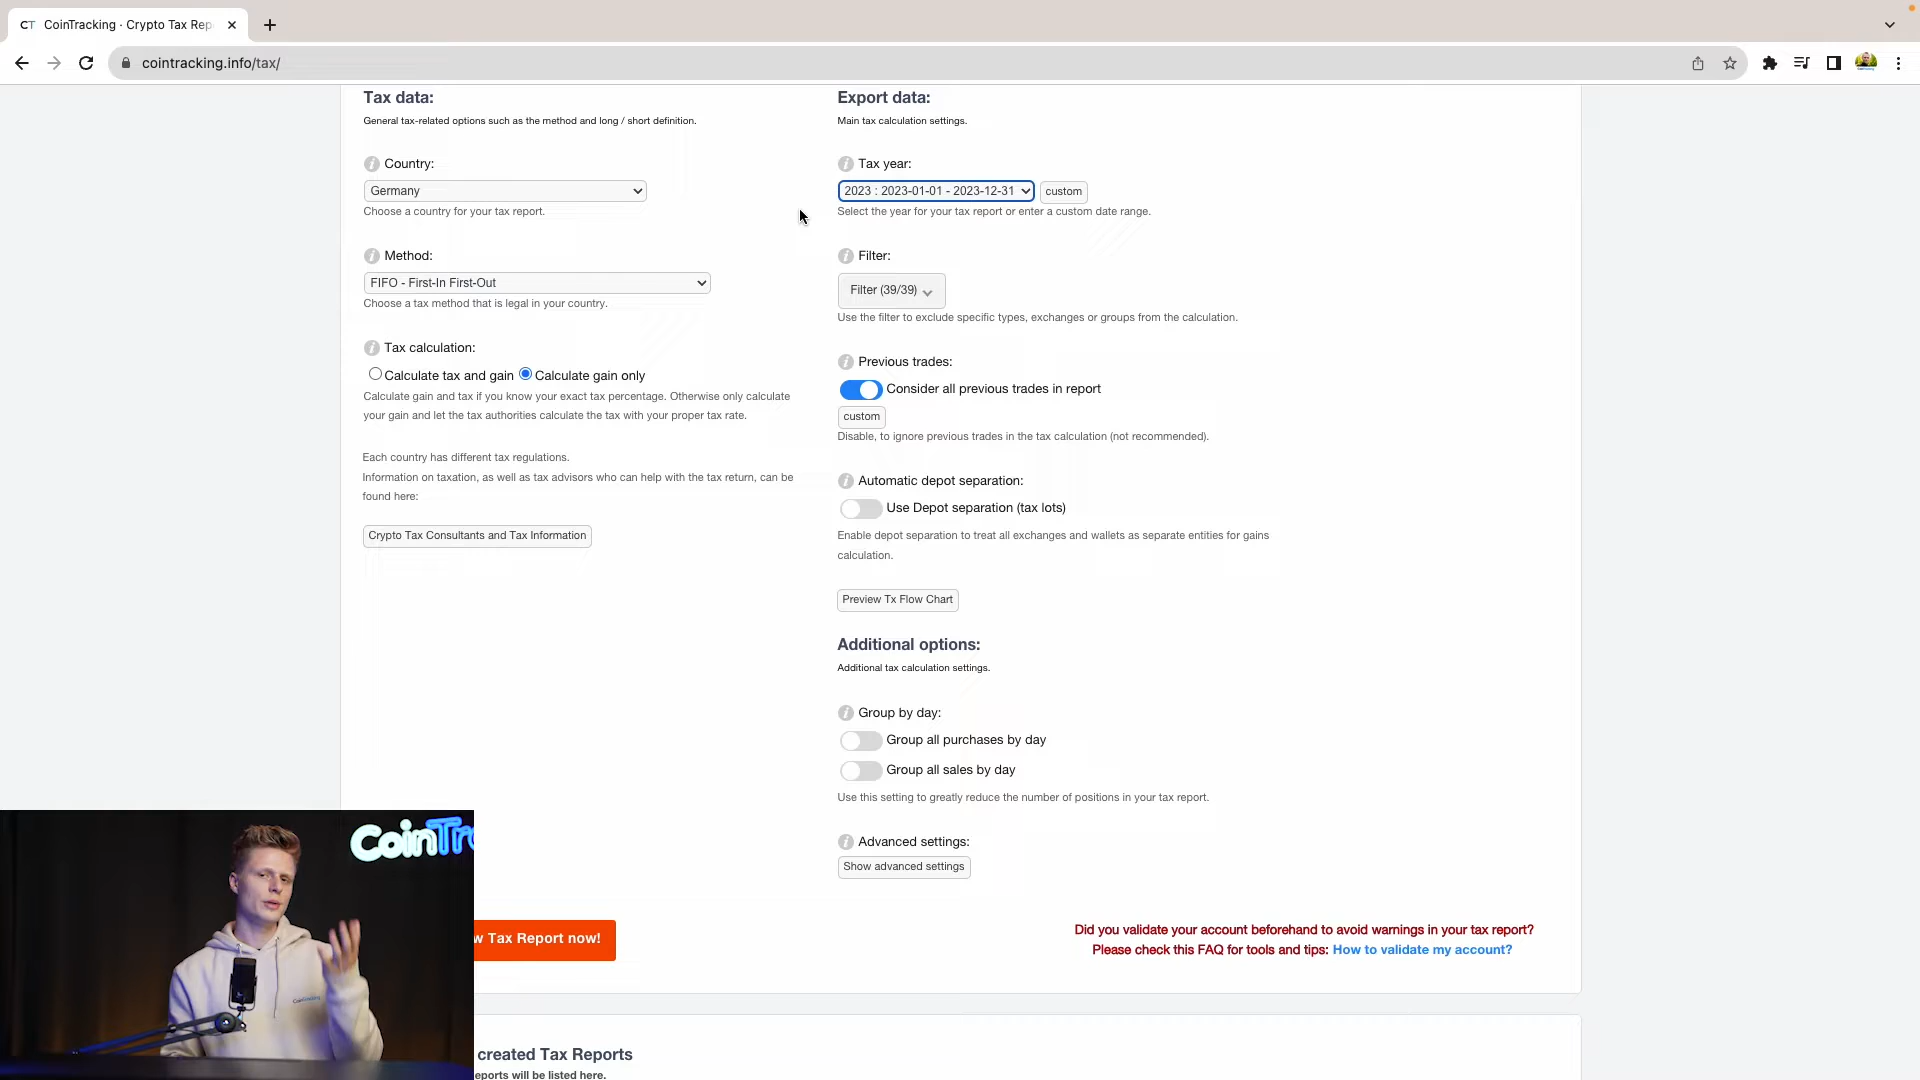 CT CoinTracking · Crypto Tax Rep
cointracking.info/tax/
Tax data:
General tax-related options such as the method and long / short definition.
Country:
Germany
Choose a country for your tax report.
Method:
FIFO - First-In First-Out
Choose a tax method that is legal in your country.
Tax calculation:
Calculate tax and gain Calculate gain only
Calculate gain and tax if you know your exact tax percentage. Otherwise only calculate
your gain and let the tax authorities calculate the tax with your proper tax rate.
Each country has different tax regulations.
Information on taxation, as well as tax advisors who can help with the tax return, can be
found here:
Crypto Tax Consultants and Tax Information
Export data:
Main tax calculation settings.
Tax year:
2023 : 2023-01-01 - 2023-12-31 custom
Select the year for your tax report or enter a custom date range.
Filter:
Filter (39/39)
Use the filter to exclude specific types, exchanges or groups from the calculation.
Previous trades:
Consider all previous trades in report
custom
Disable, to ignore previous trades in the tax calculation (not recommended).
Automatic depot separation:
Use Depot separation (tax lots)
Enable depot separation to treat all exchanges and wallets as separate entities for gains
calculation.
Preview Tx Flow Chart
Additional options:
Additional tax calculation settings.
Group by day:
Group all purchases by day
Group all sales by day
Use this setting to greatly reduce the number of positions in your tax report.
Advanced settings:
Show advanced settings
w Tax Report now!
Did you validate your account beforehand to avoid warnings in your tax report?
Please check this FAQ for tools and tips: How to validate my account?
created Tax Reports
eports will be listed here.
CoinTr
CoinTracking